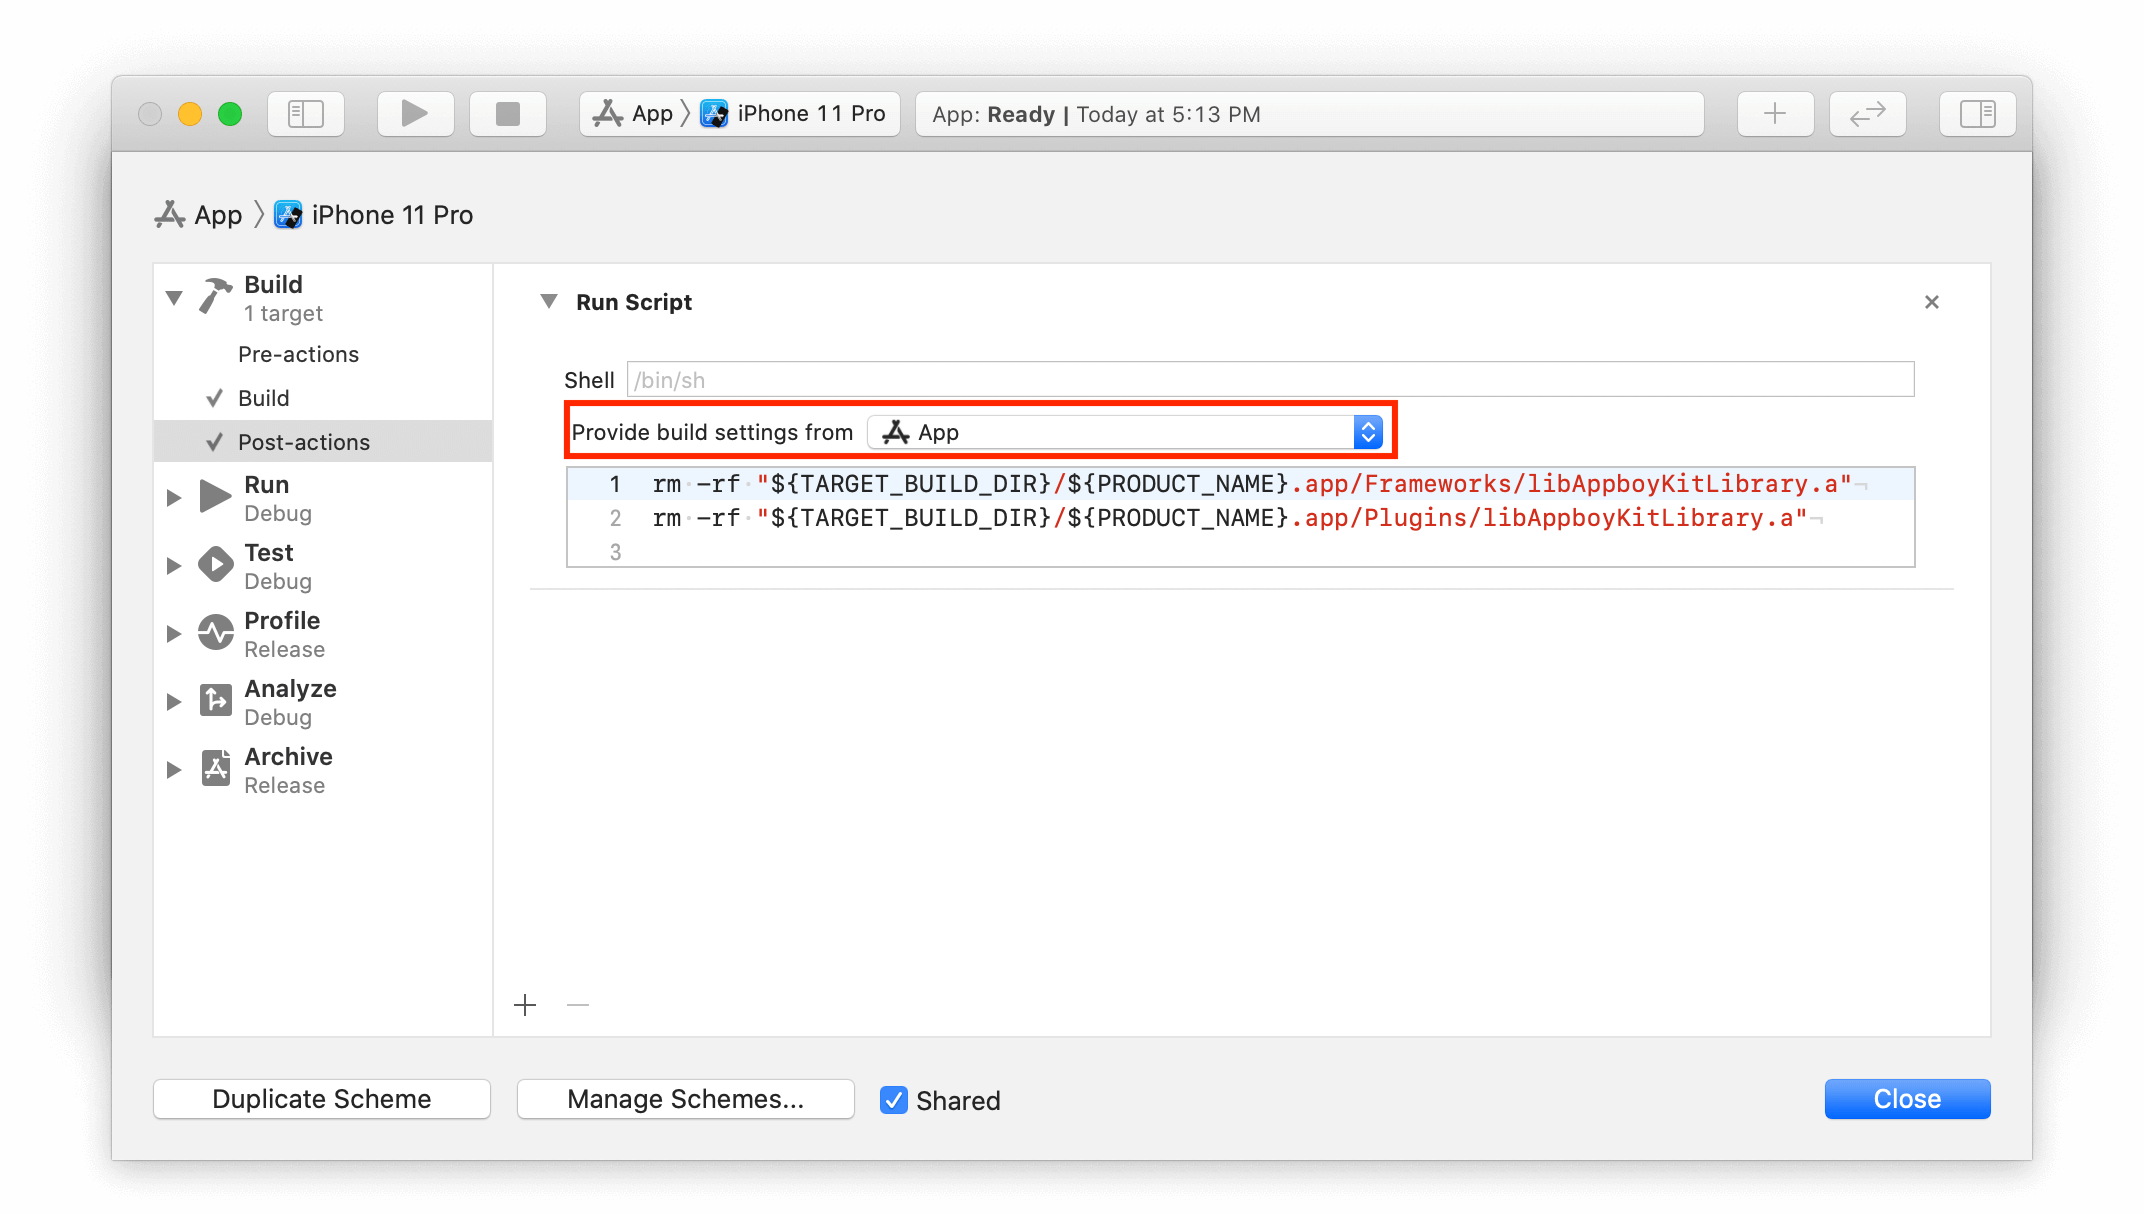 App 〉 iPhone 11 Pro
App: Ready | Today at 5:13 PM
App 〉 iPhone 11 Pro
Build
1 target
Pre-actions
Build
Post-actions
Run
Debug
Test
Debug
Profile
Release
Analyze
Debug
Archive
Release
Run Script
Shell /bin/sh
Provide build settings from App
1 rm -rf "${TARGET_BUILD_DIR}/${PRODUCT_NAME}.app/Frameworks/libAppboyKitLibrary.a"¬
2 rm -rf "${TARGET_BUILD_DIR}/${PRODUCT_NAME}.app/Plugins/libAppboyKitLibrary.a"¬
3
Duplicate Scheme
Manage Schemes...
Shared
Close